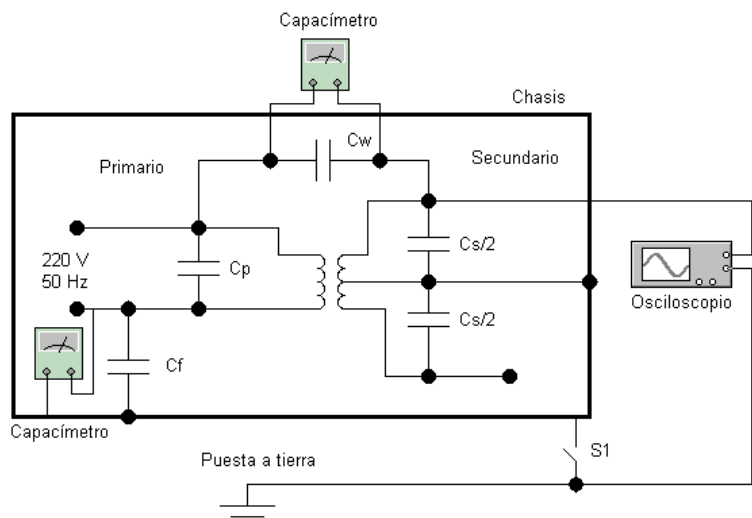 Capacímetro
Chasis
Cw
Primario
Secundario
220 V
50 Hz
Cp
Cs/2
Cs/2
Osciloscopio
Cf
Capacímetro
S1
Puesta a tierra